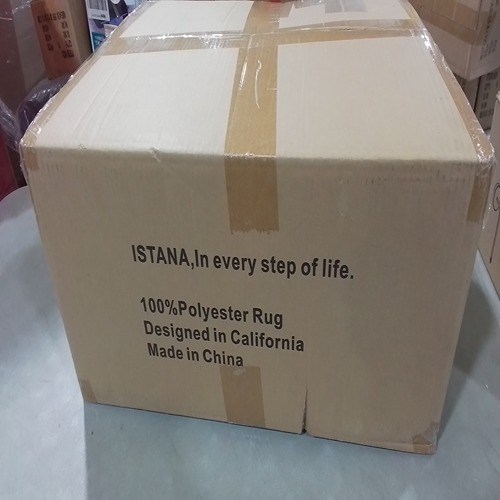 ISTANA,In every step of life.
100%Polyester Rug
Designed in California
Made in China